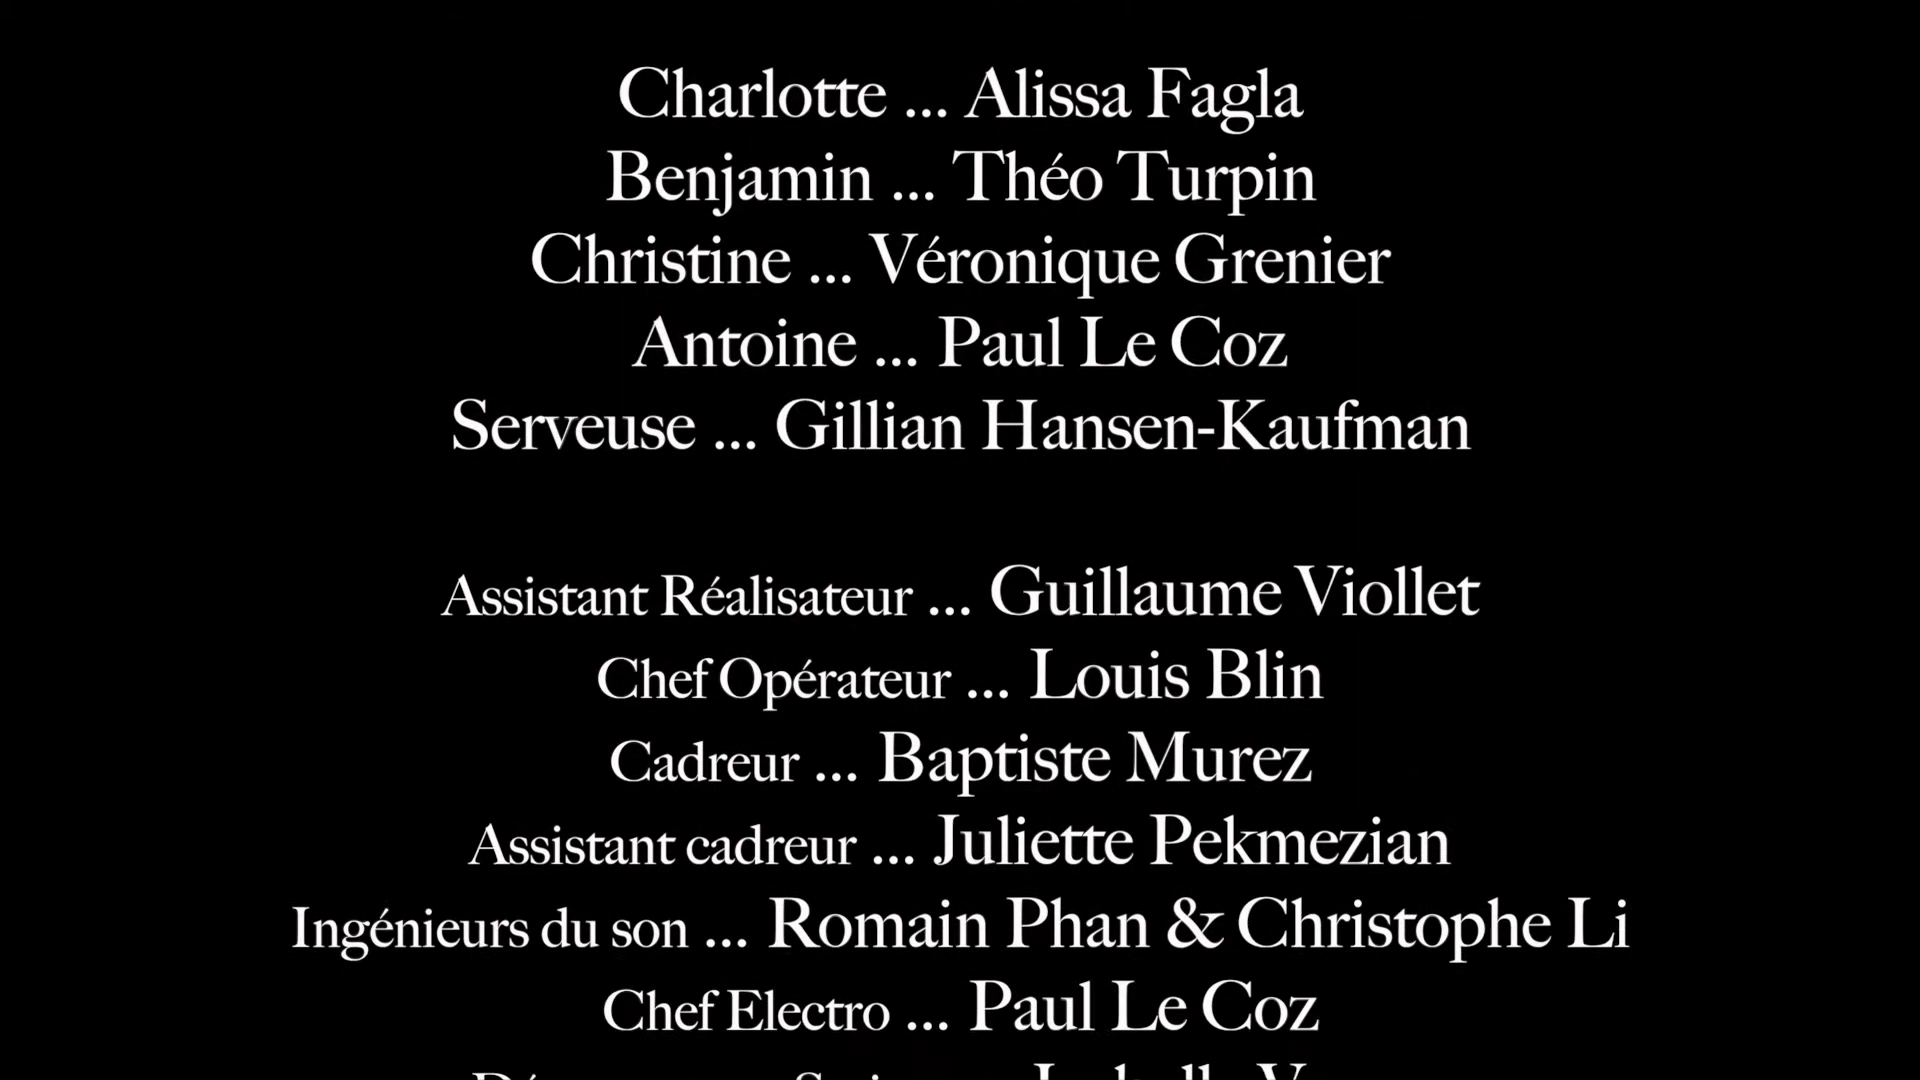 Charlotte ... Alissa Fagla
Benjamin ... Théo Turpin
Christine ... Véronique Grenier
Antoine ... Paul Le Coz
Serveuse ... Gillian Hansen-Kaufman
Assistant Réalisateur ... Guillaume Viollet
Chef Opérateur ... Louis Blin
Cadreur ... Baptiste Murez
Assistant cadreur ... Juliette Pekmezian
Ingénieurs du son ... Romain Phan & Christophe Li
Chef Electro ... Paul Le Coz